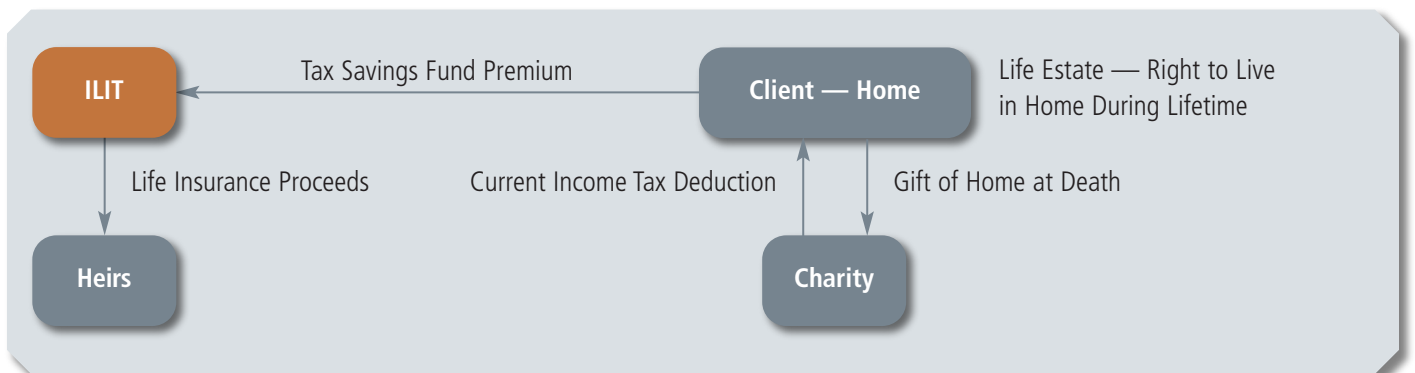 ILIT
Tax Savings Fund Premium
Client — Home
Life Estate — Right to Live
in Home During Lifetime
Life Insurance Proceeds
Current Income Tax Deduction
Gift of Home at Death
Heirs
Charity